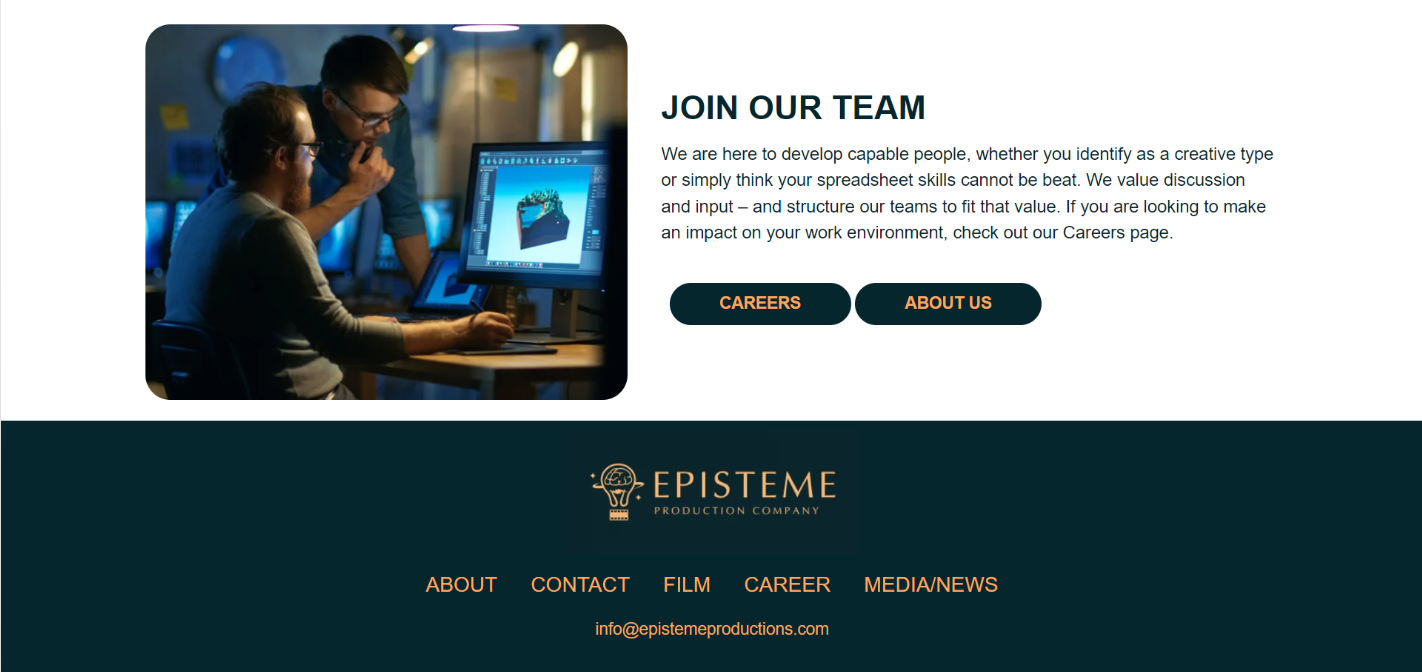 JOIN OUR TEAM
We are here to develop capable people, whether you identify as a creative type
or simply think your spreadsheet skills cannot be beat. We value discussion
and input – and structure our teams to fit that value. If you are looking to make
an impact on your work environment, check out our Careers page.
CAREERS ABOUT US
EPISTEME
PRODUCTION COMPANY
ABOUT CONTACT FILM CAREER MEDIA/NEWS
info@epistemeproductions.com